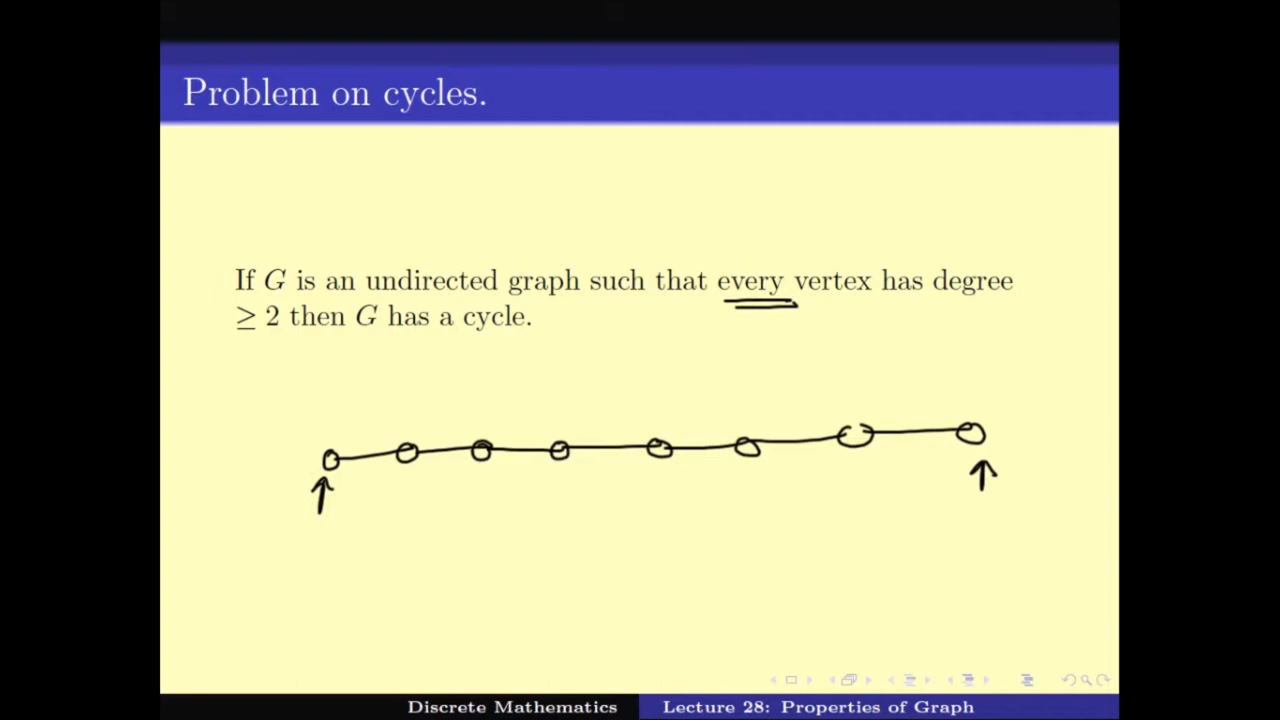 Problem on cycles.
If G is an undirected graph such that every vertex has degree
≥ 2 then G has a cycle.
Discrete Mathematics
Lecture 28: Properties of Graph